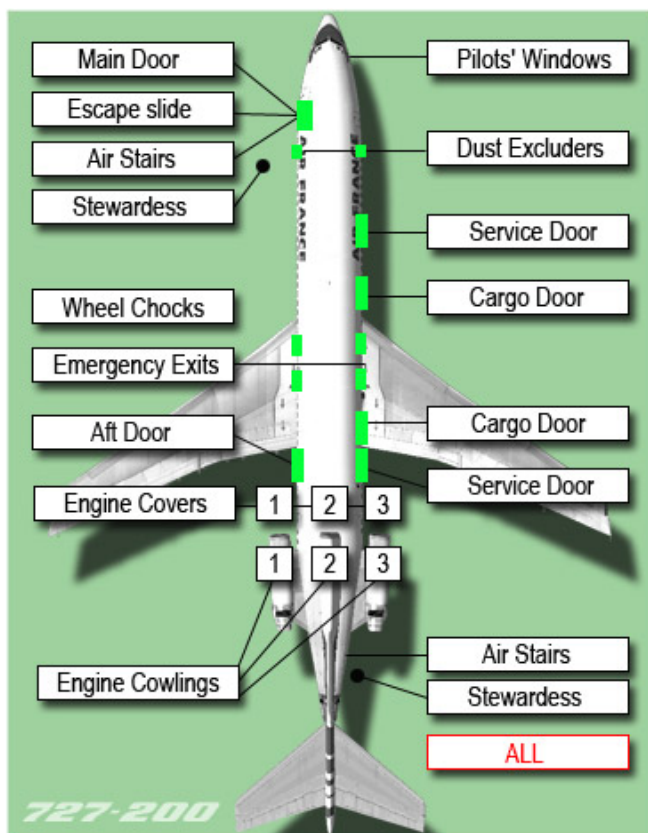 Main Door
Pilots' Windows
Escape slide
Air Stairs
Dust Excluders
Stewardess
AIR FRANCE
AIR FRANCE
Service Door
Wheel Chocks
Cargo Door
Emergency Exits
Aft Door
Cargo Door
Engine Covers
1 2 3
Service Door
1 2 3
Engine Cowlings
Air Stairs
Stewardess
ALL
727-200